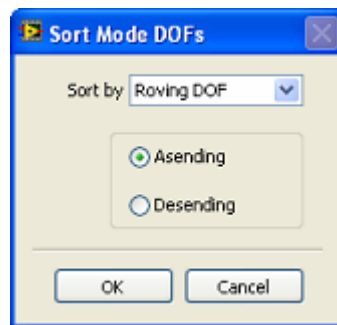 Sort Mode DOFs
Sort by Roving DOF
Asending
Desending
OK Cancel